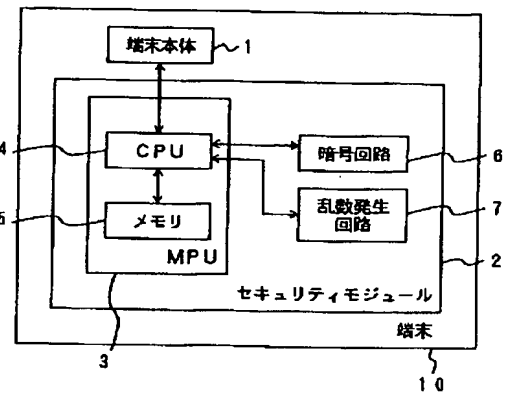 端末本体 1
4 CPU 暗号回路 6
5 メモリ 乱数発生
回路 7
MPU 2
セキュリティモジュール
端末
3
10